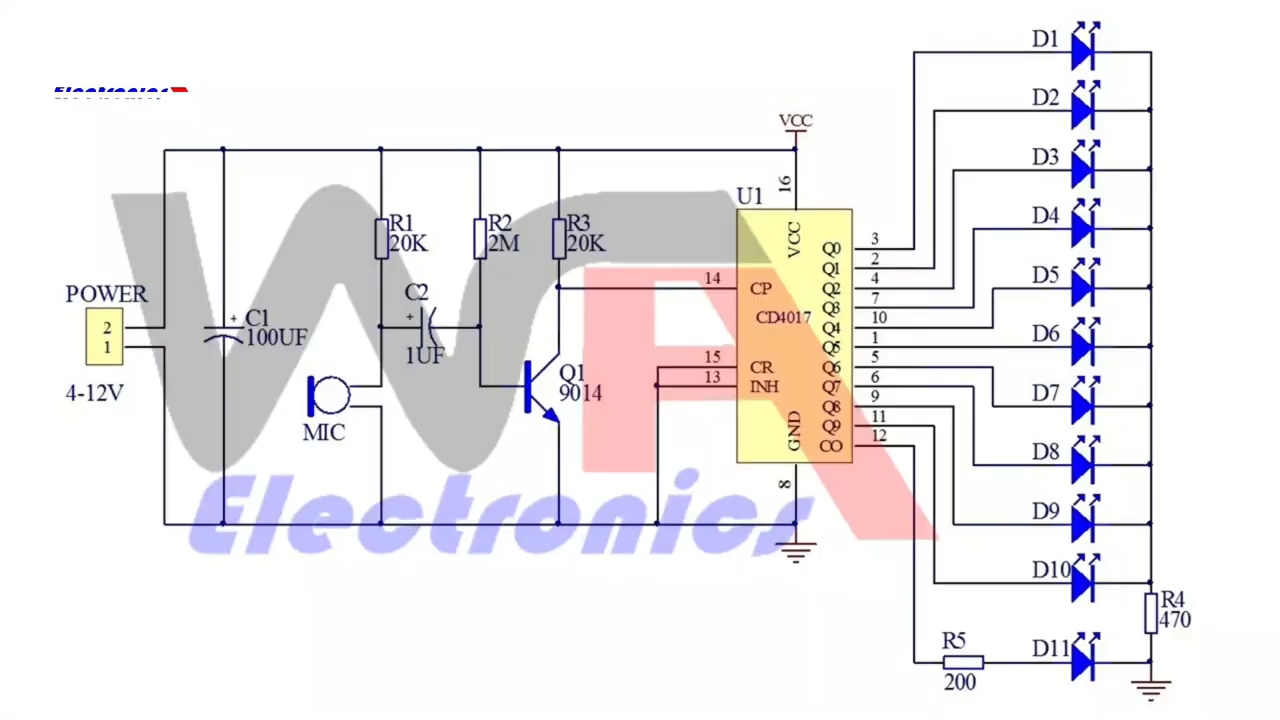 Electronics
POWER
2
1
4-12V
C1
100UF
MIC
R1
20K
C2
1UF
R2
2M
R3
20K
Q1
9014
VCC
16
U1
VCC
14
CP
CD4017
15
CR
13
INH
GND
8
Q0
3
Q1
2
Q2
4
Q3
7
Q4
10
Q5
1
Q6
5
Q7
6
Q8
9
Q9
11
CO
12
D1
D2
D3
D4
D5
D6
D7
D8
D9
D10
D11
R4
470
R5
200
WA
Electronics